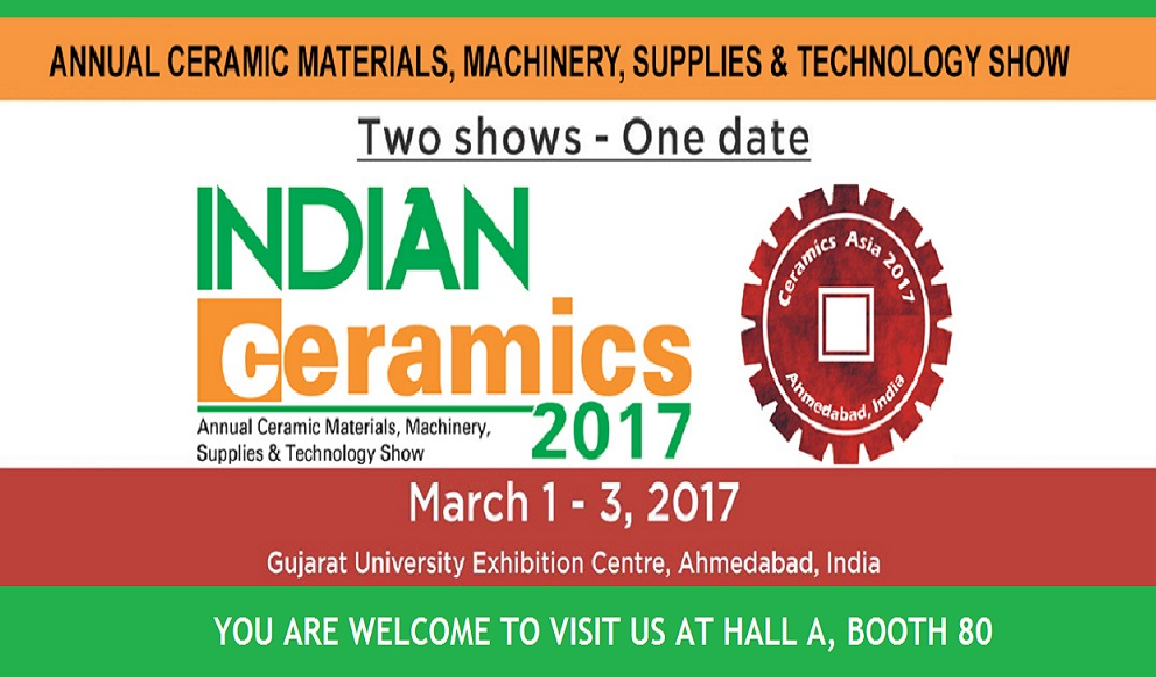 ANNUAL CERAMIC MATERIALS, MACHINERY, SUPPLIES & TECHNOLOGY SHOW
Two shows - One date
INDIAN
ceramics
2017
Annual Ceramic Materials, Machinery,
Supplies & Technology Show
Ceramics Asia 2017
Ahmedabad, India
March 1 - 3, 2017
Gujarat University Exhibition Centre, Ahmedabad, India
YOU ARE WELCOME TO VISIT US AT HALL A, BOOTH 80